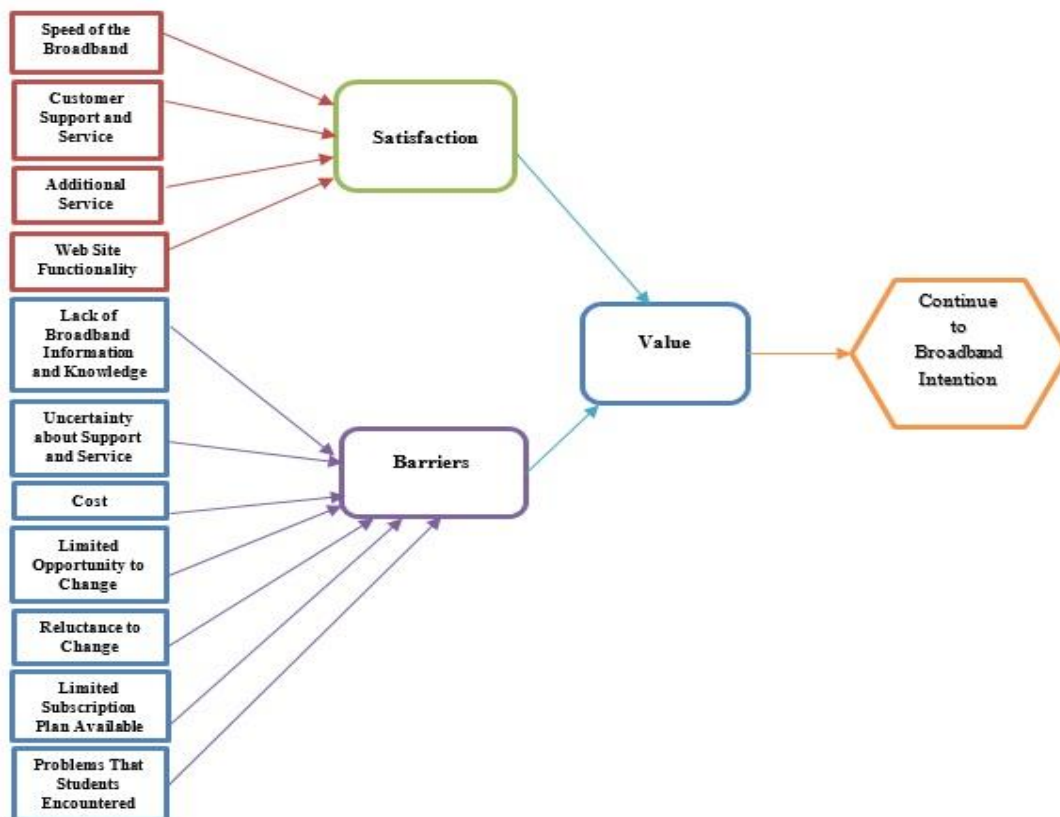 Speed of the
Broadband
Customer
Support and
Service
Additional
Service
Web Site
Functionality
Lack of
Broadband
Information
and Knowledge
Uncertainty
about Support
and Service
Cost
Limited
Opportunity to
Change
Reluctance to
Change
Limited
Subscription
Plan Available
Problems That
Students
Encountered
Satisfaction
Barriers
Value
Continue
to
Broadband
Intention